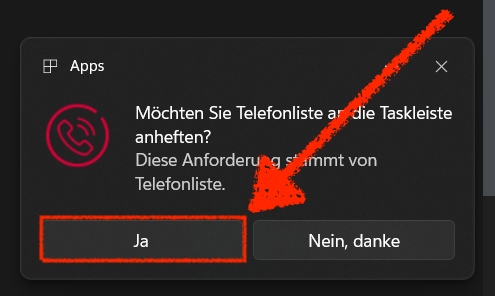 Apps
Möchten Sie Telefonliste an die Taskleiste
anheften?
Diese Anforderung stammt von
Telefonliste.
Ja
Nein, danke